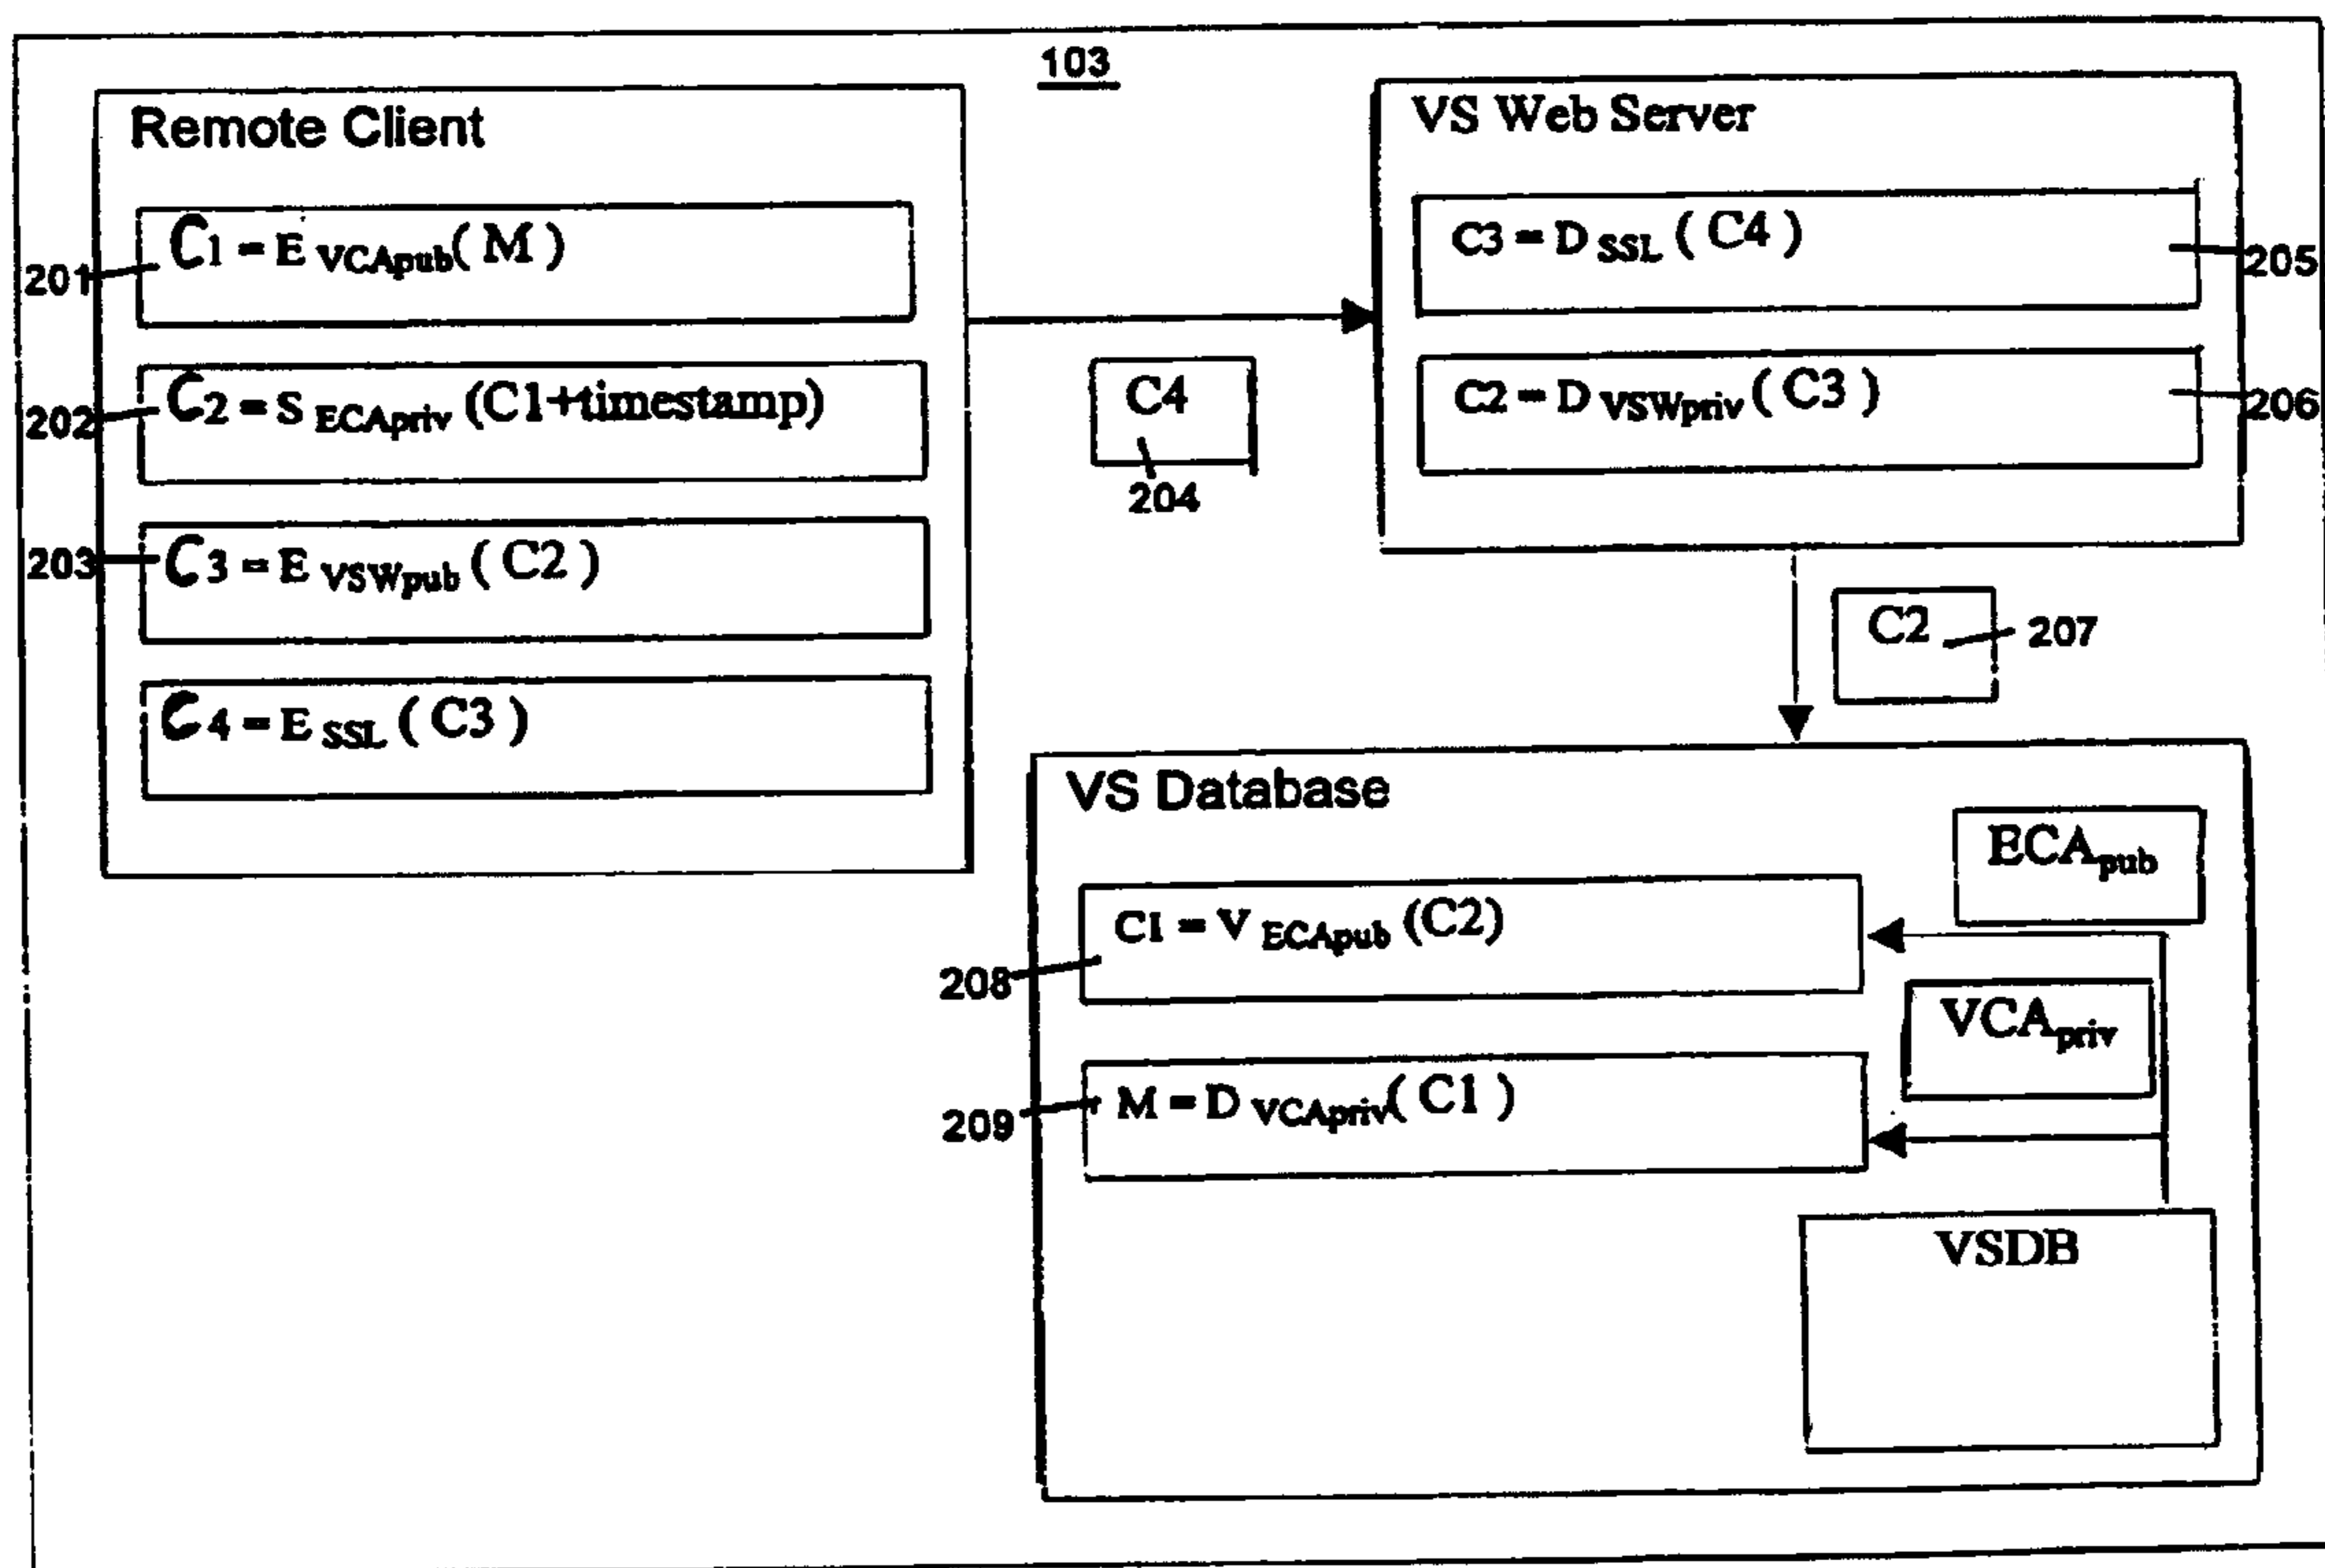 103
Remote Client
C1 = E VCApub ( M )
201
C2 = S ECApriv (C1+timestamp)
202
C3 = E VSWpub ( C2 )
203
C4 = E SSL ( C3 )
C4
204
VS Web Server
C3 = D SSL ( C4 )
205
C2 = D VSWpriv ( C3 )
206
C2
207
VS Database
ECApub
C1 = V ECApub (C2)
208
VCApriv
M = D VCApriv ( C1 )
209
VSDB